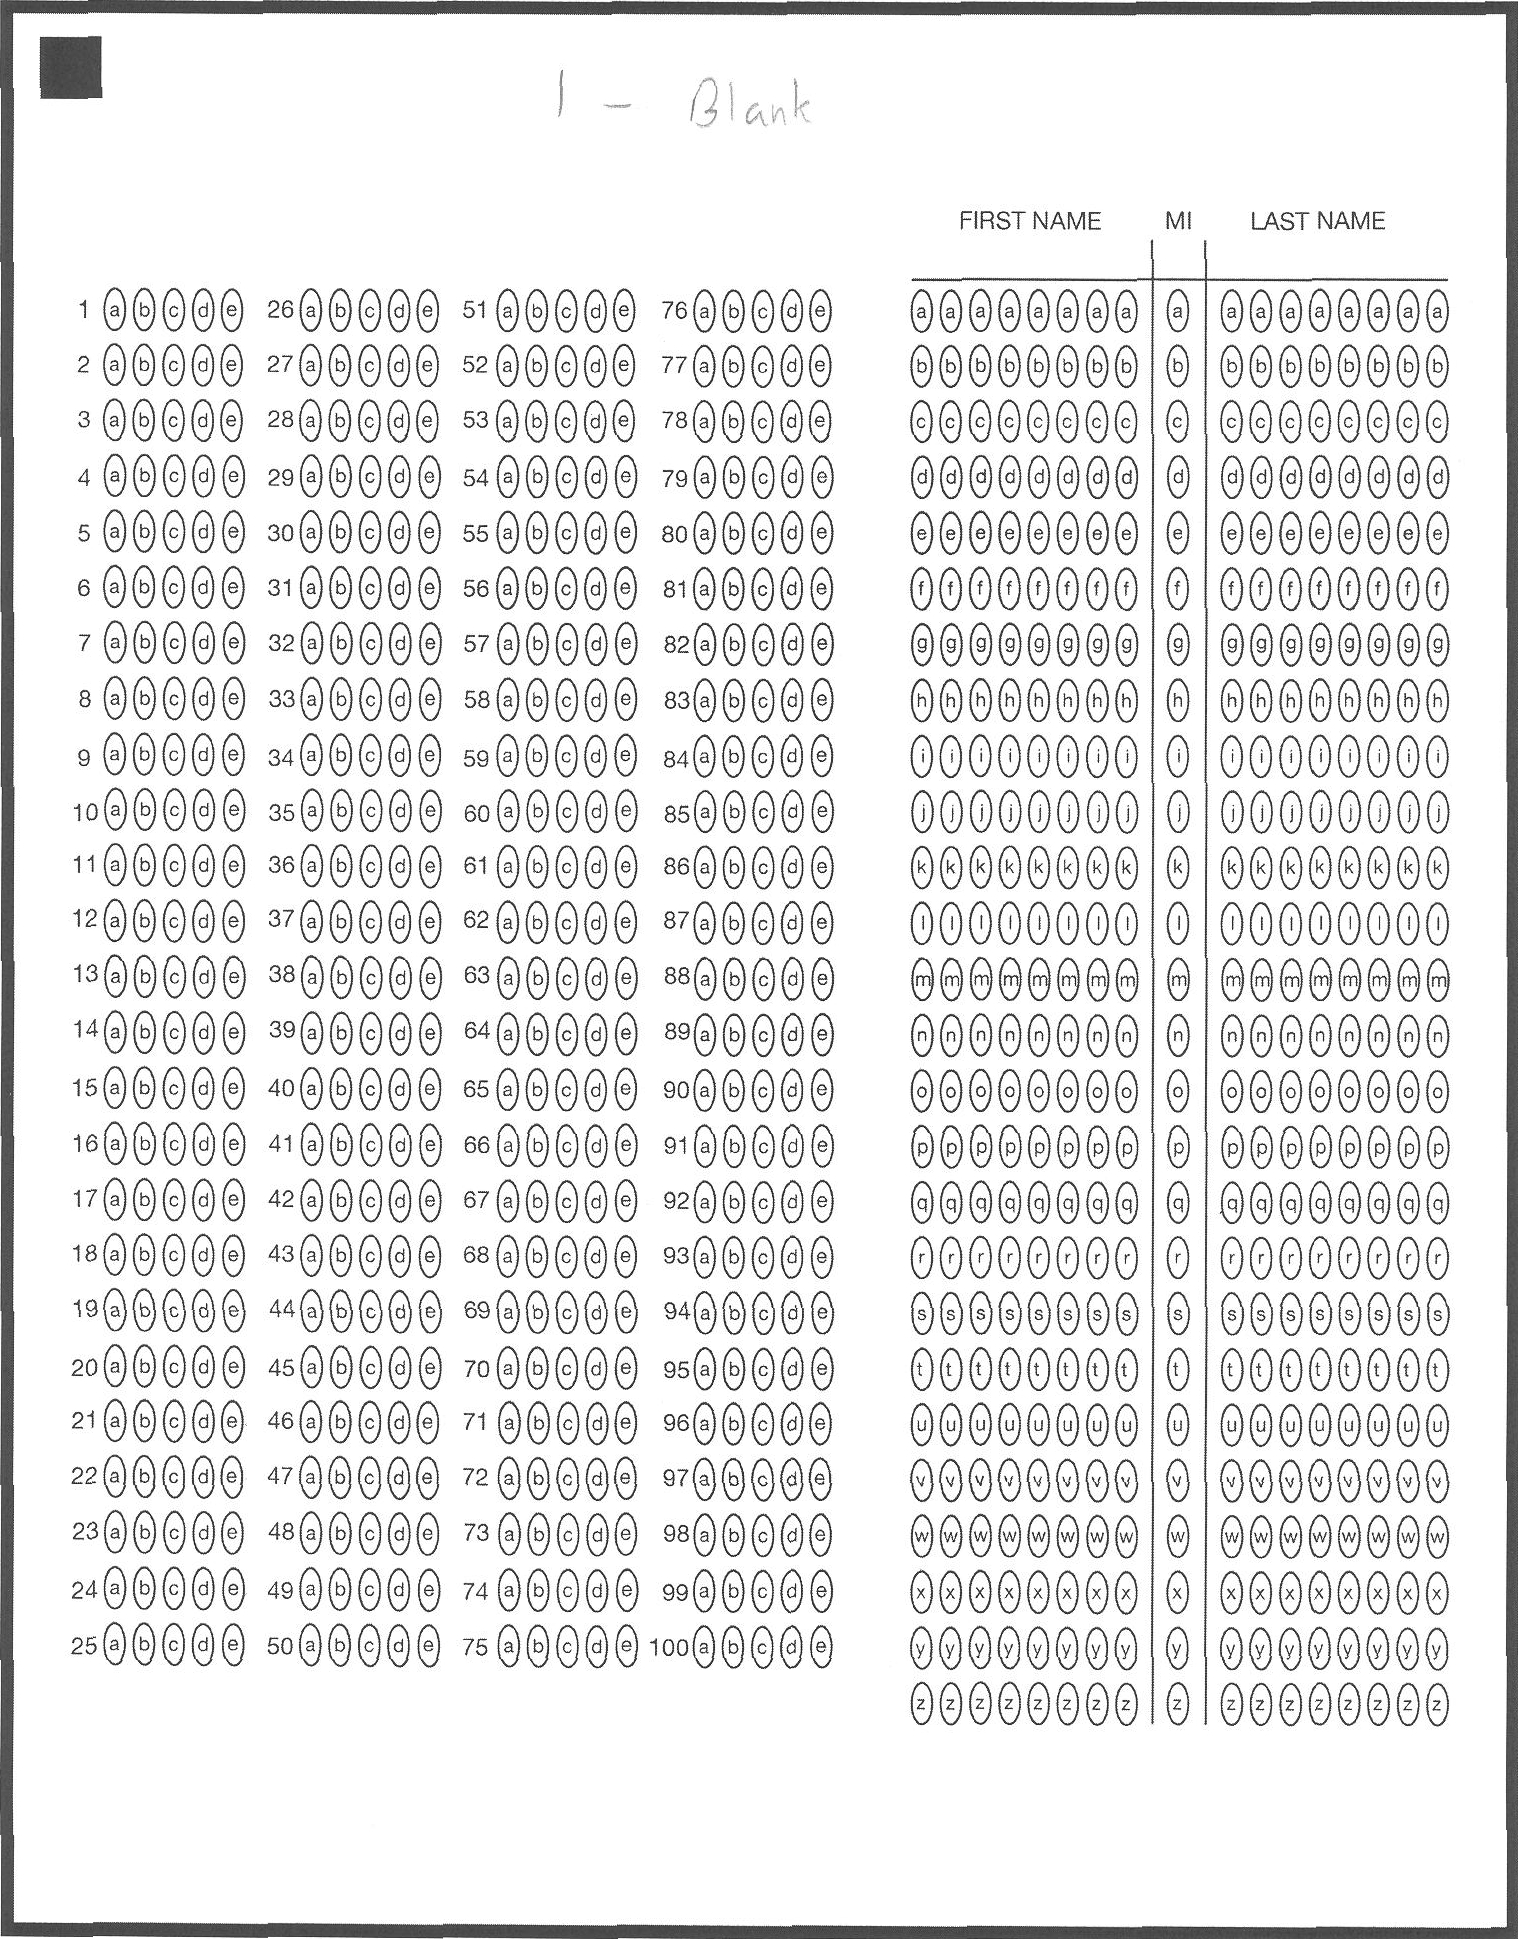 1 - Blank
FIRST NAME MI LAST NAME
1 a b c d e 26 a b c d e 51 a b c d e 76 a b c d e a a a a a a a a a a a a a a a a a
2 a b c d e 27 a b c d e 52 a b c d e 77 a b c d e b b b b b b b b b b b b b b b b b
3 a b c d e 28 a b c d e 53 a b c d e 78 a b c d e c c c c c c c c c c c c c c c c c
4 a b c d e 29 a b c d e 54 a b c d e 79 a b c d e d d d d d d d d d d d d d d d d d
5 a b c d e 30 a b c d e 55 a b c d e 80 a b c d e e e e e e e e e e e e e e e e e e
6 a b c d e 31 a b c d e 56 a b c d e 81 a b c d e f f f f f f f f f f f f f f f f f
7 a b c d e 32 a b c d e 57 a b c d e 82 a b c d e g g g g g g g g g g g g g g g g g
8 a b c d e 33 a b c d e 58 a b c d e 83 a b c d e h h h h h h h h h h h h h h h h h
9 a b c d e 34 a b c d e 59 a b c d e 84 a b c d e i i i i i i i i i i i i i i i i i
10 a b c d e 35 a b c d e 60 a b c d e 85 a b c d e j j j j j j j j j j j j j j j j j
11 a b c d e 36 a b c d e 61 a b c d e 86 a b c d e k k k k k k k k k k k k k k k k k
12 a b c d e 37 a b c d e 62 a b c d e 87 a b c d e l l l l l l l l l l l l l l l l l
13 a b c d e 38 a b c d e 63 a b c d e 88 a b c d e m m m m m m m m m m m m m m m m m
14 a b c d e 39 a b c d e 64 a b c d e 89 a b c d e n n n n n n n n n n n n n n n n n
15 a b c d e 40 a b c d e 65 a b c d e 90 a b c d e o o o o o o o o o o o o o o o o o
16 a b c d e 41 a b c d e 66 a b c d e 91 a b c d e p p p p p p p p p p p p p p p p p
17 a b c d e 42 a b c d e 67 a b c d e 92 a b c d e q q q q q q q q q q q q q q q q q
18 a b c d e 43 a b c d e 68 a b c d e 93 a b c d e r r r r r r r r r r r r r r r r r
19 a b c d e 44 a b c d e 69 a b c d e 94 a b c d e s s s s s s s s s s s s s s s s s
20 a b c d e 45 a b c d e 70 a b c d e 95 a b c d e t t t t t t t t t t t t t t t t t
21 a b c d e 46 a b c d e 71 a b c d e 96 a b c d e u u u u u u u u u u u u u u u u u
22 a b c d e 47 a b c d e 72 a b c d e 97 a b c d e v v v v v v v v v v v v v v v v v
23 a b c d e 48 a b c d e 73 a b c d e 98 a b c d e w w w w w w w w w w w w w w w w w
24 a b c d e 49 a b c d e 74 a b c d e 99 a b c d e x x x x x x x x x x x x x x x x x
25 a b c d e 50 a b c d e 75 a b c d e 100 a b c d e y y y y y y y y y y y y y y y y y
z z z z z z z z z z z z z z z z z